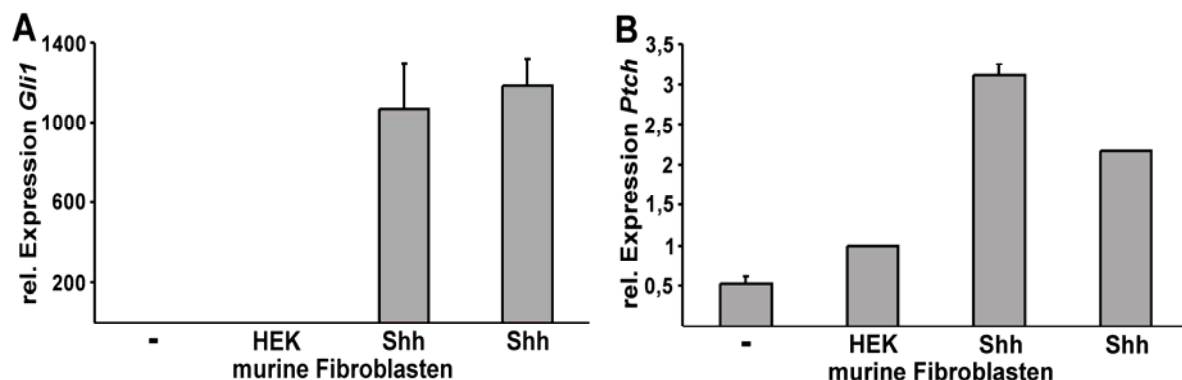 A
rel. Expression Gli1
1400
1000
600
200
- HEK Shh Shh
murine Fibroblasten
B
rel. Expression Ptch
3,5
3
2,5
2
1,5
1
0,5
- HEK Shh Shh
murine Fibroblasten